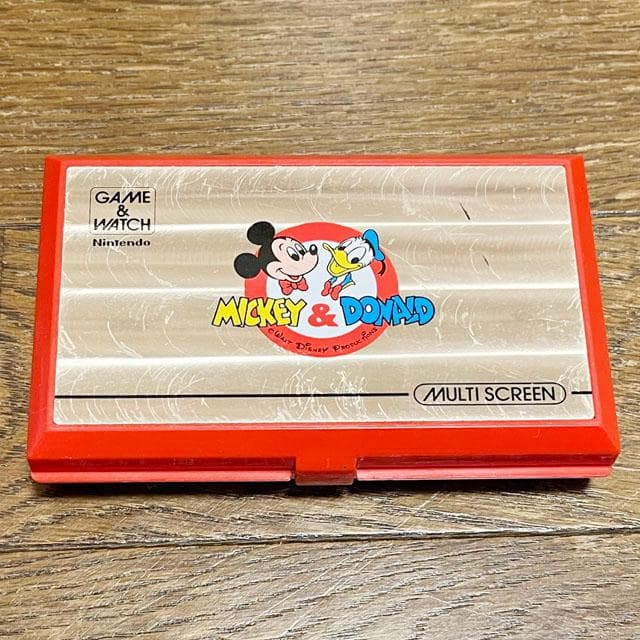 GAME
&
WATCH
Nintendo
MICKEY & DONALD
© WALT DISNEY PRODUCTIONS
MULTI SCREEN